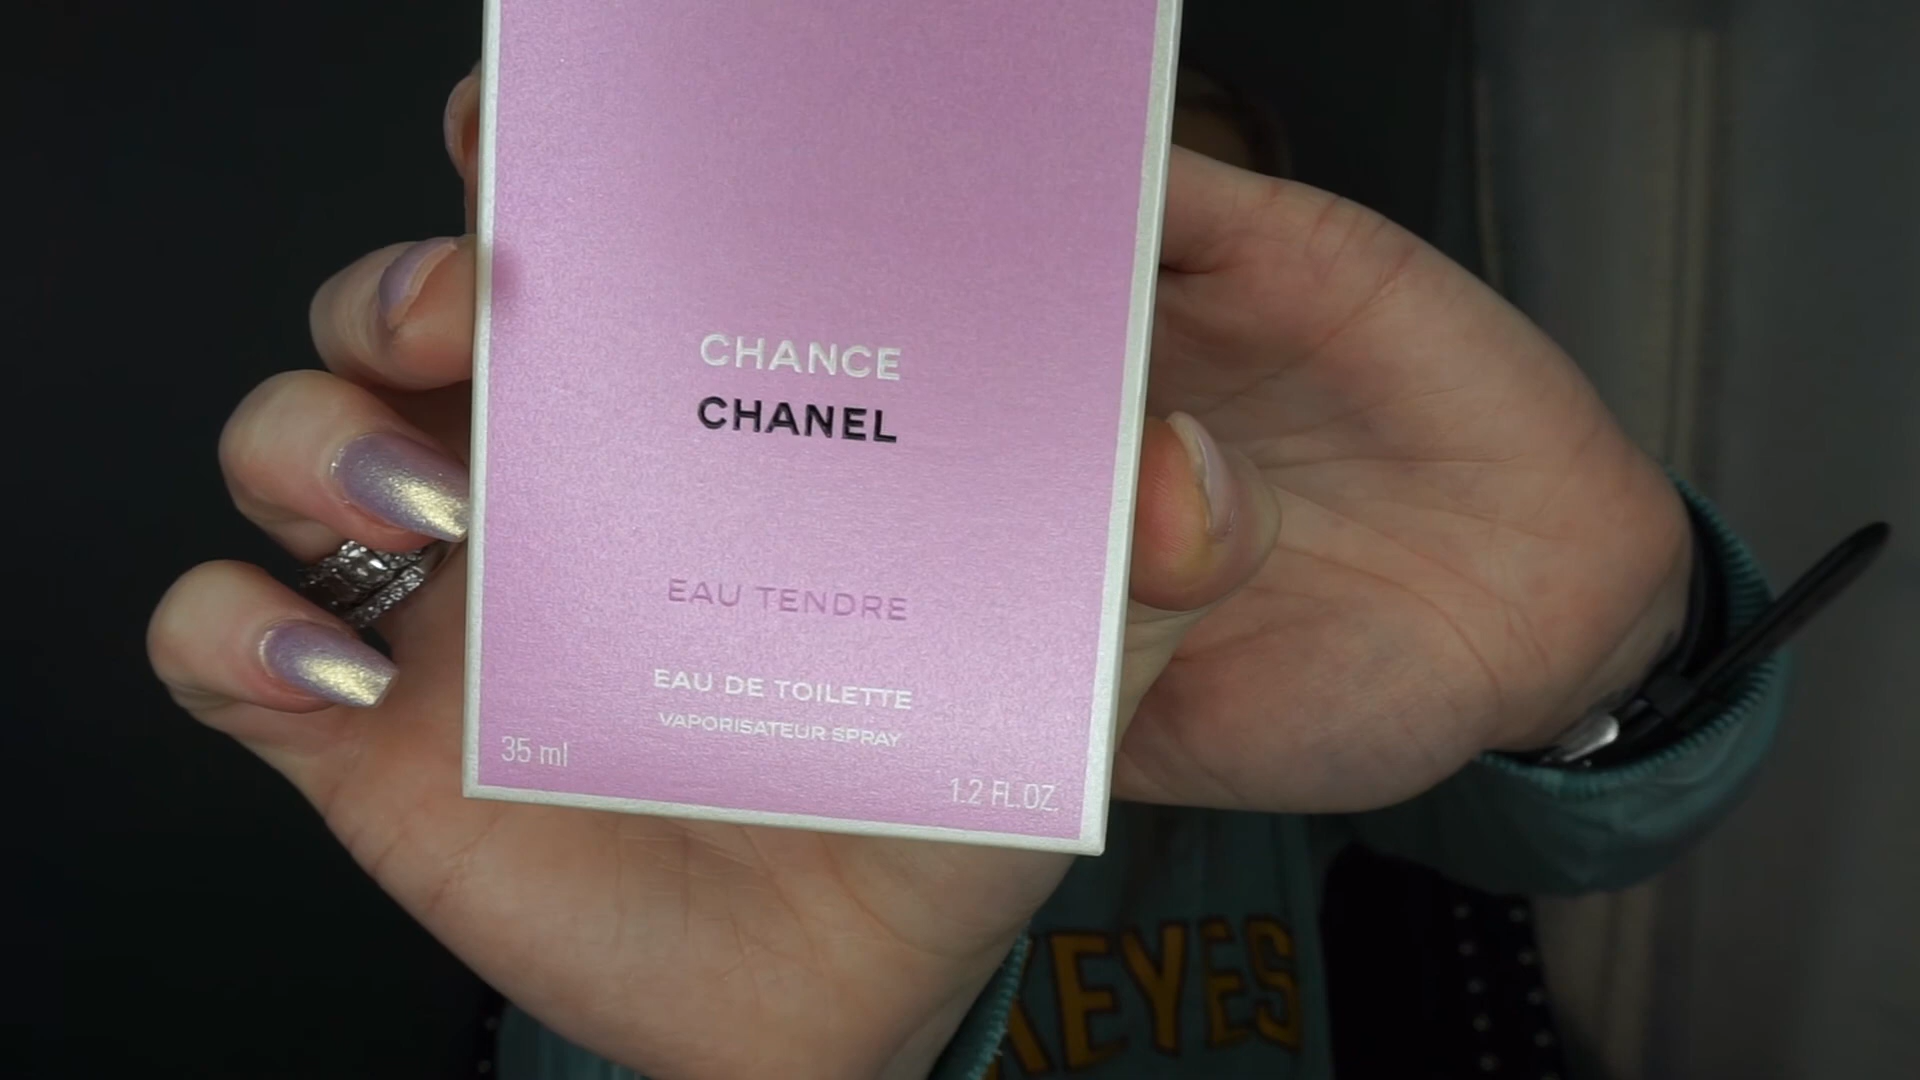 CHANCE
CHANEL
EAU TENDRE
EAU DE TOILETTE
VAPORISATEUR SPRAY
35 ml
1.2 FL.OZ.
KEYES